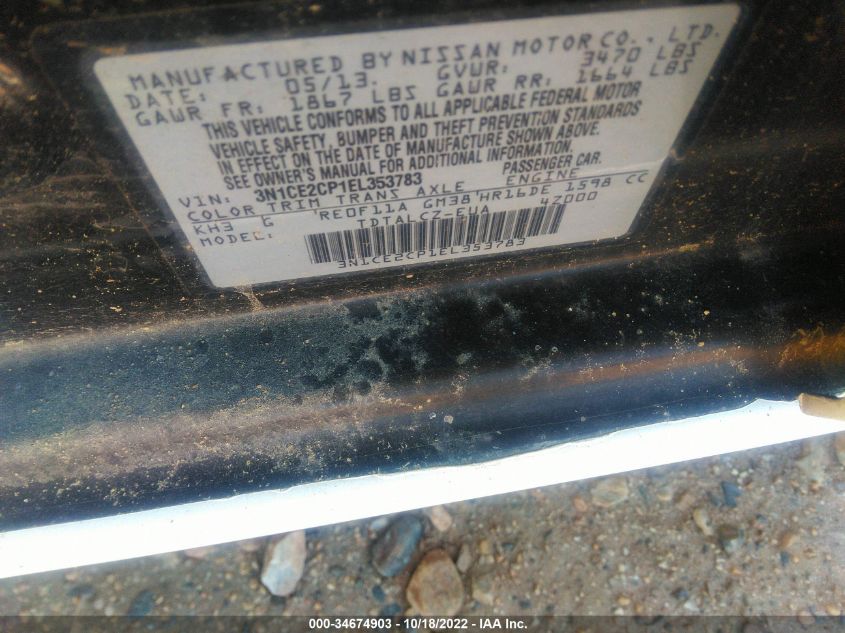 MANUFACTURED BY NISSAN MOTOR CO., LTD.
DATE: 05/13. GVWR: 3470 LBS
GAWR FR: 1867 LBS GAWR RR: 1664 LBS
THIS VEHICLE CONFORMS TO ALL APPLICABLE FEDERAL MOTOR
VEHICLE SAFETY, BUMPER AND THEFT PREVENTION STANDARDS
IN EFFECT ON THE DATE OF MANUFACTURE SHOWN ABOVE.
SEE OWNER'S MANUAL FOR ADDITIONAL INFORMATION.
VIN: 3N1CE2CP1EL353783 PASSENGER CAR.
COLOR TRIM TRANS AXLE ENGINE
KH3 G 'RE0F11A GM38'HR16DE 1598 CC
MODEL: TDTALCZ-EUA 4Z000
3N1CE2CP1EL353783
000-34674903 / 10/18/2022 - IAA Inc.